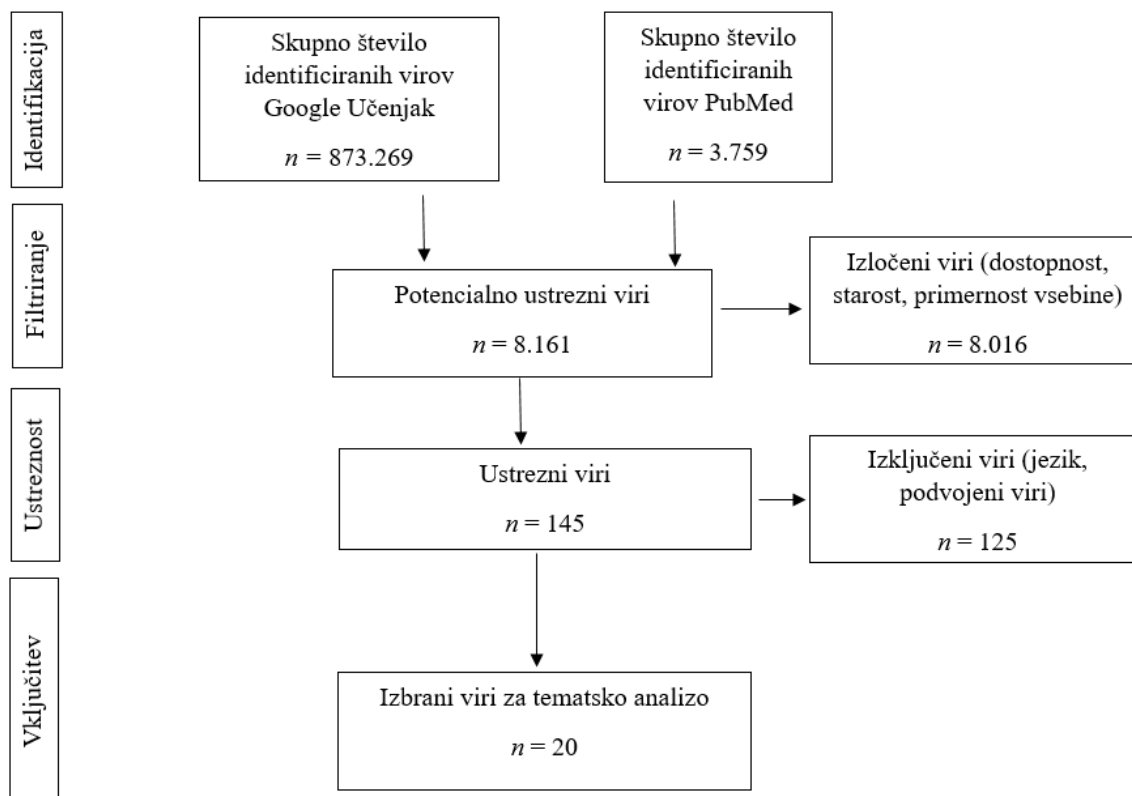 Identifikacija
Skupno število
identificiranih virov
Google Učenjak
n = 873.269
Skupno število
identificiranih
virov PubMed
n = 3.759
Filtriranje
Potencialno ustrezni viri
n = 8.161
Izločeni viri (dostopnost,
starost, primernost vsebine)
n = 8.016
Ustreznost
Ustrezni viri
n = 145
Izključeni viri (jezik,
podvojeni viri)
n = 125
Vključitev
Izbrani viri za tematsko analizo
n = 20